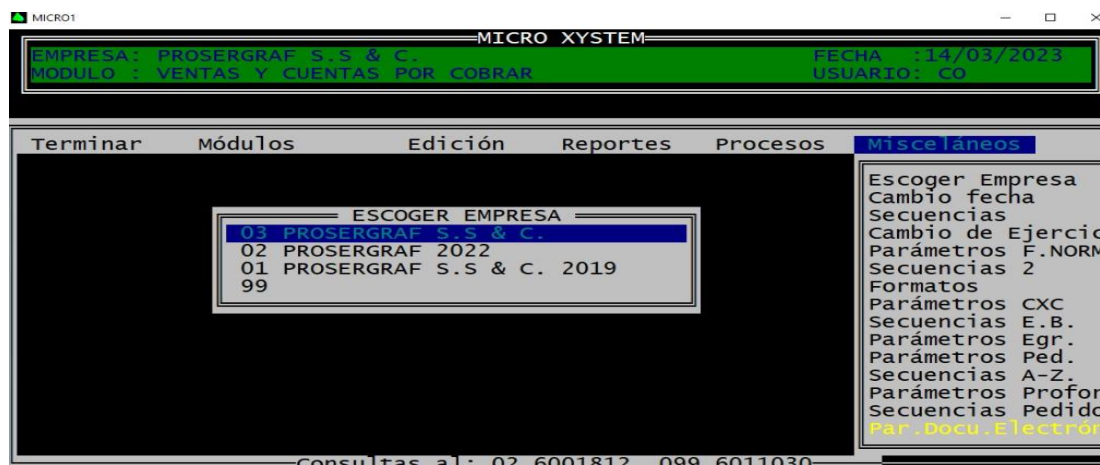 MICRO1
MICRO XYSTEM
EMPRESA: PROSERGRAF S.S & C. FECHA :14/03/2023
MODULO : VENTAS Y CUENTAS POR COBRAR USUARIO: CO
Terminar Módulos Edición Reportes Procesos Misceláneos
ESCOGER EMPRESA
03 PROSERGRAF S.S & C.
02 PROSERGRAF 2022
01 PROSERGRAF S.S & C. 2019
99
Escoger Empresa
Cambio fecha
Secuencias
Cambio de Ejercic
Parámetros F.NORM
Secuencias 2
Formatos
Parámetros CXC
Secuencias E.B.
Parámetros Egr.
Parámetros Ped.
Secuencias A-Z.
Parámetros Profor
Secuencias Pedido
Par.Docu.Electrón
Consultas al: 02 6001812 099 6011030